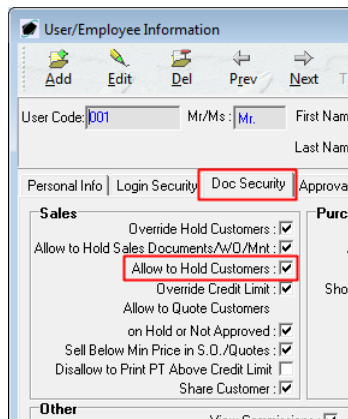 User/Employee Information
Add Edit Del Prev Next
User Code: 001 Mr/Ms : Mr. First Nam
Last Nam
Personal Info Login Security Doc Security Approva
Sales Purc
Override Hold Customers :
Allow to Hold Sales Documents/WO/Mnt :
Allow to Hold Customers :
Override Credit Limit : Sho
Allow to Quote Customers
on Hold or Not Approved :
Sell Below Min Price in S.O./Quotes :
Disallow to Print PT Above Credit Limit
Share Customer :
Other